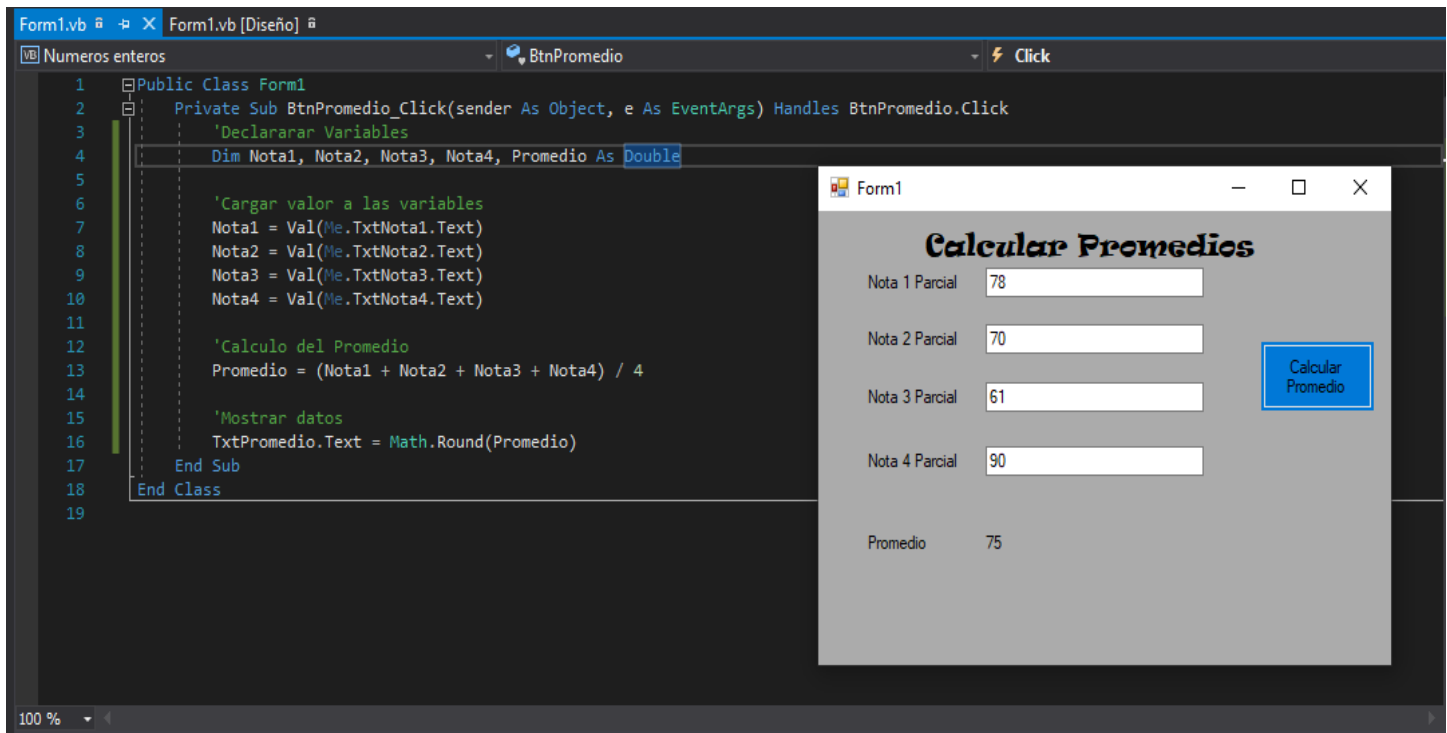 Form1.vb Form1.vb [Diseño]
VB Numeros enteros BtnPromedio Click
1 Public Class Form1
2 Private Sub BtnPromedio_Click(sender As Object, e As EventArgs) Handles BtnPromedio.Click
3 'Declararar Variables
4 Dim Nota1, Nota2, Nota3, Nota4, Promedio As Double
5
6 'Cargar valor a las variables
7 Nota1 = Val(Me.TxtNota1.Text)
8 Nota2 = Val(Me.TxtNota2.Text)
9 Nota3 = Val(Me.TxtNota3.Text)
10 Nota4 = Val(Me.TxtNota4.Text)
11
12 'Calculo del Promedio
13 Promedio = (Nota1 + Nota2 + Nota3 + Nota4) / 4
14
15 'Mostrar datos
16 TxtPromedio.Text = Math.Round(Promedio)
17 End Sub
18 End Class
19
100 %
Form1
Calcular Promedios
Nota 1 Parcial 78
Nota 2 Parcial 70
Nota 3 Parcial 61
Nota 4 Parcial 90
Calcular
Promedio
Promedio 75